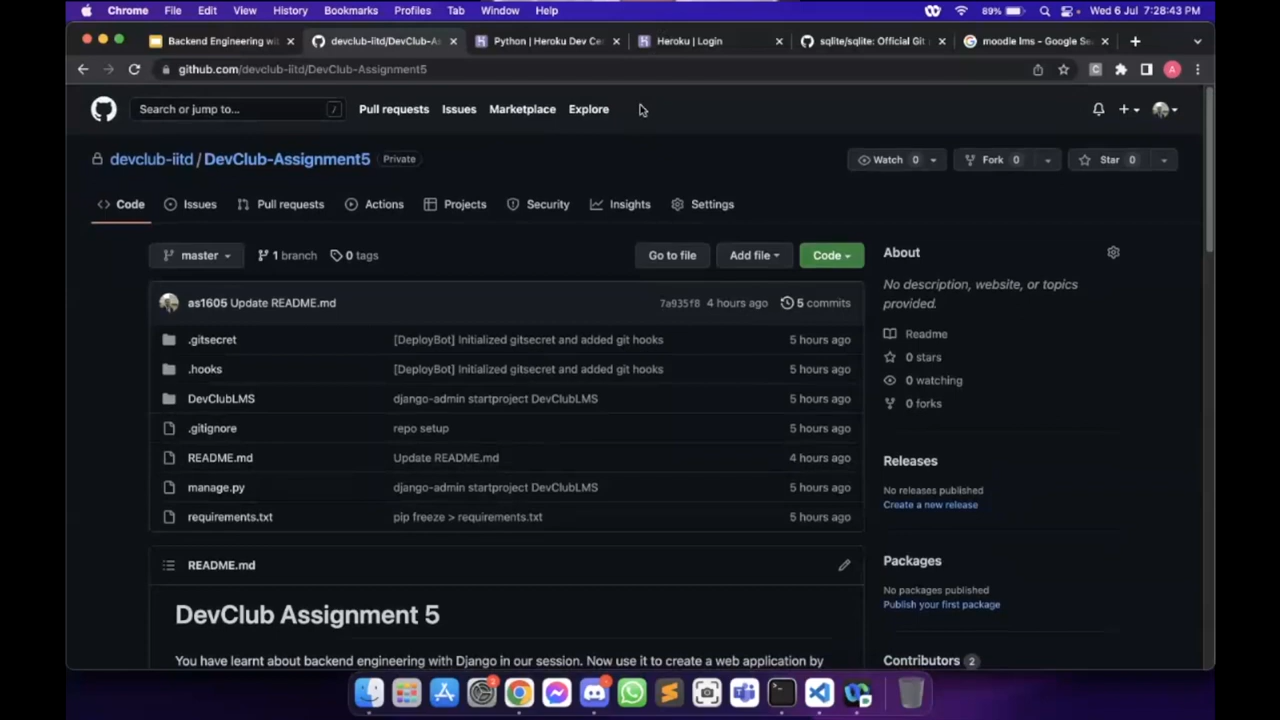 Chrome File Edit View History Bookmarks Profiles Tab Window Help 89% Wed 6 Jul 7:28:43 PM
Backend Engineering wit devclub-iitd/DevClub-As Python | Heroku Dev Ce Heroku | Login sqlite/sqlite: Official Git moodle lms - Google Se
github.com/devclub-iitd/DevClub-Assignment5 C A
Search or jump to... / Pull requests Issues Marketplace Explore
devclub-iitd / DevClub-Assignment5 Private Watch 0 Fork 0 Star 0
Code Issues Pull requests Actions Projects Security Insights Settings
master 1 branch 0 tags Go to file Add file Code
as1605 Update README.md 7a935f8 4 hours ago 5 commits
.gitsecret [DeployBot] Initialized gitsecret and added git hooks 5 hours ago
.hooks [DeployBot] Initialized gitsecret and added git hooks 5 hours ago
DevClubLMS django-admin startproject DevClubLMS 5 hours ago
.gitignore repo setup 5 hours ago
README.md Update README.md 4 hours ago
manage.py django-admin startproject DevClubLMS 5 hours ago
requirements.txt pip freeze > requirements.txt 5 hours ago
README.md
DevClub Assignment 5
You have learnt about backend engineering with Django in our session. Now use it to create a web application by
About
No description, website, or topics
provided.
Readme
0 stars
0 watching
0 forks
Releases
No releases published
Create a new release
Packages
No packages published
Publish your first package
Contributors 2